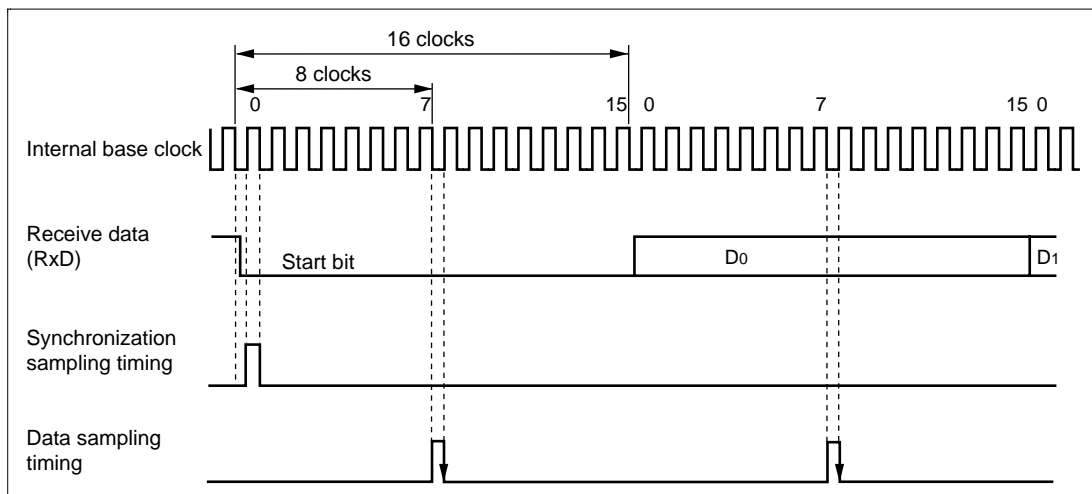 16 clocks
8 clocks
0 7 15 0 7 15 0
Internal base clock
Receive data
(RxD)
Start bit D0 D1
Synchronization
sampling timing
Data sampling
timing